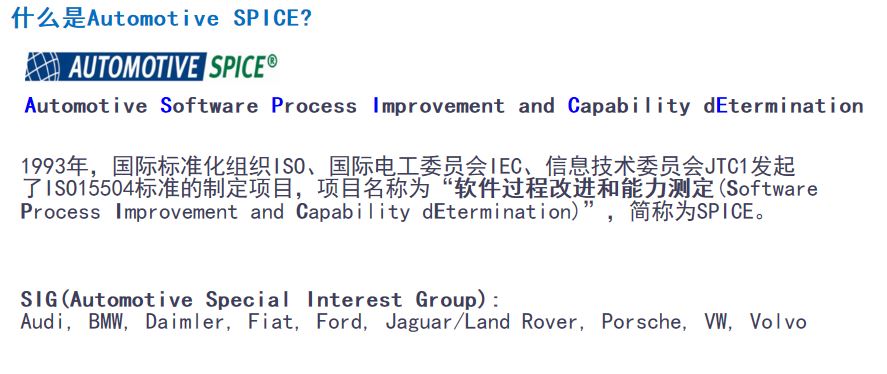 什么是Automotive SPICE?
AUTOMOTIVE SPICE®
Automotive Software Process Improvement and Capability dEtermination
1993年，国际标准化组织ISO、国际电工委员会IEC、信息技术委员会JTC1发起
了ISO15504标准的制定项目，项目名称为“软件过程改进和能力测定(Software
Process Improvement and Capability dEtermination)”，简称为SPICE。
SIG(Automotive Special Interest Group):
Audi, BMW, Daimler, Fiat, Ford, Jaguar/Land Rover, Porsche, VW, Volvo